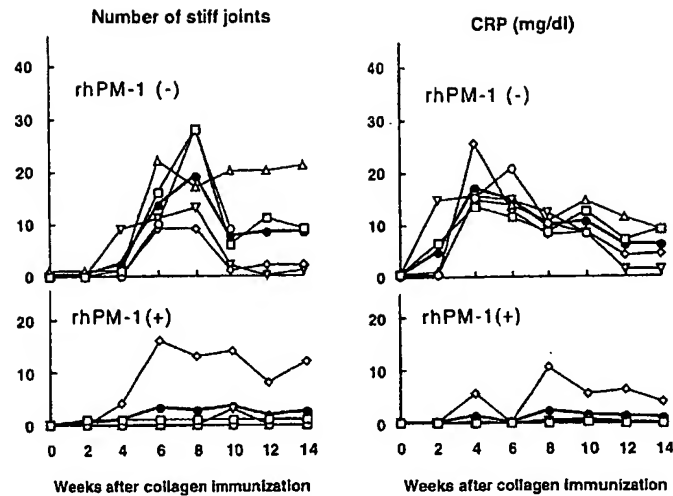 Number of stiff joints
CRP (mg/dl)
40
30
20
10
0
rhPM-1 (-)
40
30
20
10
0
rhPM-1 (-)
20
10
0
rhPM-1(+)
20
10
0
rhPM-1(+)
0 2 4 6 8 10 12 14
0 2 4 6 8 10 12 14
Weeks after collagen immunization
Weeks after collagen immunization